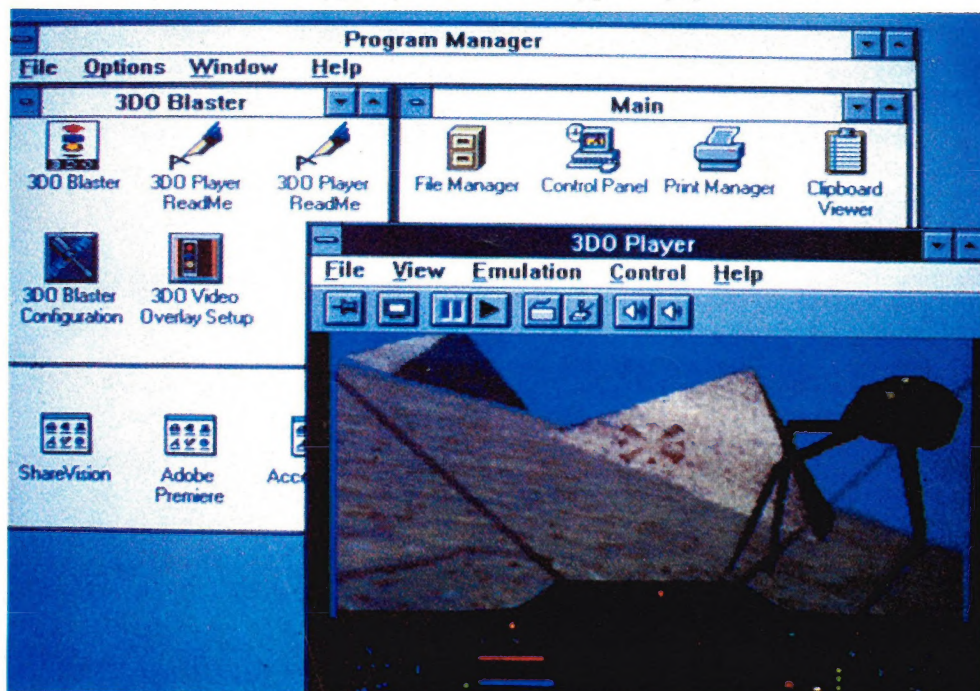 Program Manager
File Options Window Help
3DO Blaster
Main
3DO Blaster
3DO Player
ReadMe
3DO Player
ReadMe
File Manager
Control Panel
Print Manager
Clipboard
Viewer
3DO Blaster
Configuration
3DO Video
Overlay Setup
3DO Player
File View Emulation Control Help
ShareVision
Adobe
Premiere